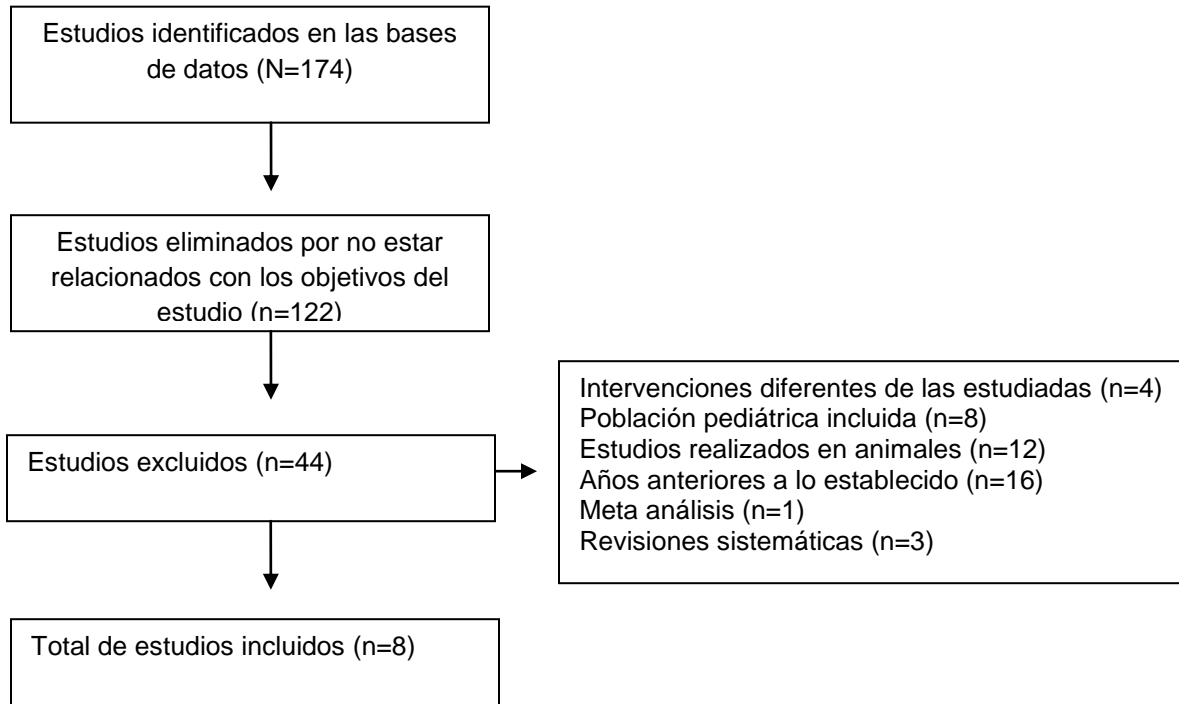 Estudios identificados en las bases
de datos (N=174)
Estudios eliminados por no estar
relacionados con los objetivos del
estudio (n=122)
Estudios excluidos (n=44)
Intervenciones diferentes de las estudiadas (n=4)
Población pediátrica incluida (n=8)
Estudios realizados en animales (n=12)
Años anteriores a lo establecido (n=16)
Meta análisis (n=1)
Revisiones sistemáticas (n=3)
Total de estudios incluidos (n=8)